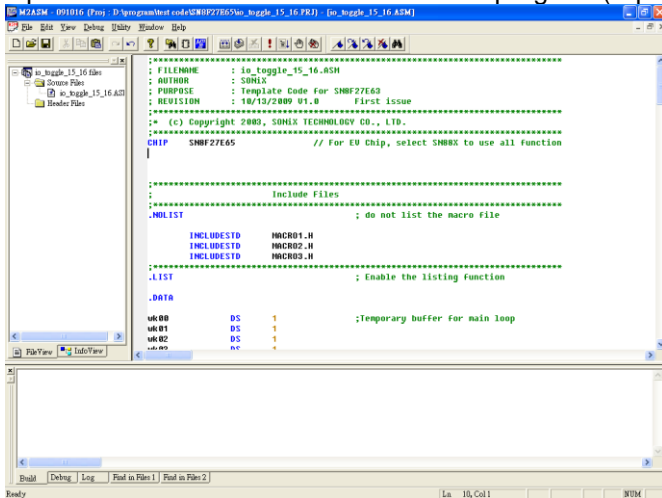 M2ASM - 091016 (Proj : D:\program\test code\SN8F27E65\io_toggle_15_16.PRJ) - [io_toggle_15_16.ASM]
File Edit View Debug Utility Window Help
io_toggle_15_16 files
Source Files
io_toggle_15_16.ASM
Header Files
FileView InfoView
;*****************************************************************
; FILENAME : io_toggle_15_16.ASM
; AUTHOR : SONiX
; PURPOSE : Template Code for SN8F27E63
; REVISION : 10/13/2009 V1.0 First issue
;*****************************************************************
;* (c) Copyright 2003, SONiX TECHNOLOGY CO., LTD.
;*****************************************************************
CHIP SN8F27E65 // For EV Chip, select SN88X to use all function
;*****************************************************************
; Include Files
;*****************************************************************
.NOLIST ; do not list the macro file
INCLUDESTD MACRO1.H
INCLUDESTD MACRO2.H
INCLUDESTD MACRO3.H
;*****************************************************************
.LIST ; Enable the listing function
.DATA
wk00 DS 1 ;Temporary buffer for main loop
wk01 DS 1
wk02 DS 1
wk03 DS 1
Build Debug Log Find in Files 1 Find in Files 2
Ready Ln 10, Col 1 NUM